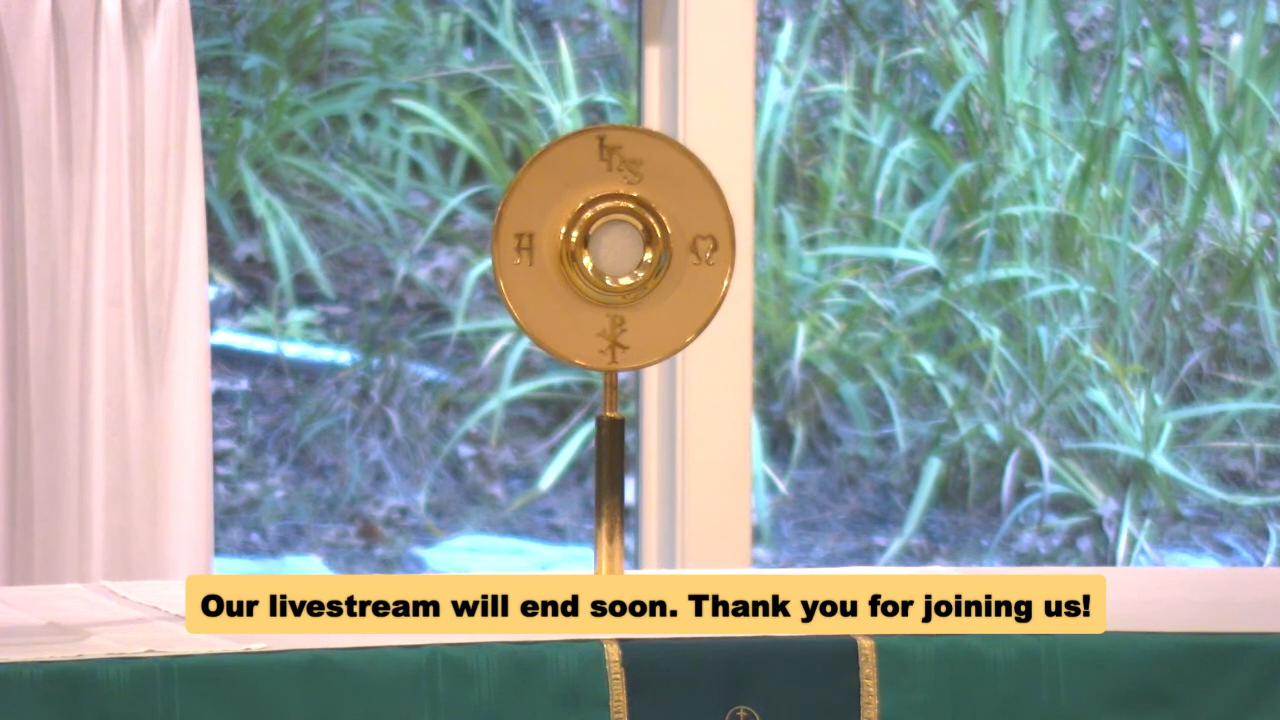 IHS
Α Ω
☧
Our livestream will end soon. Thank you for joining us!